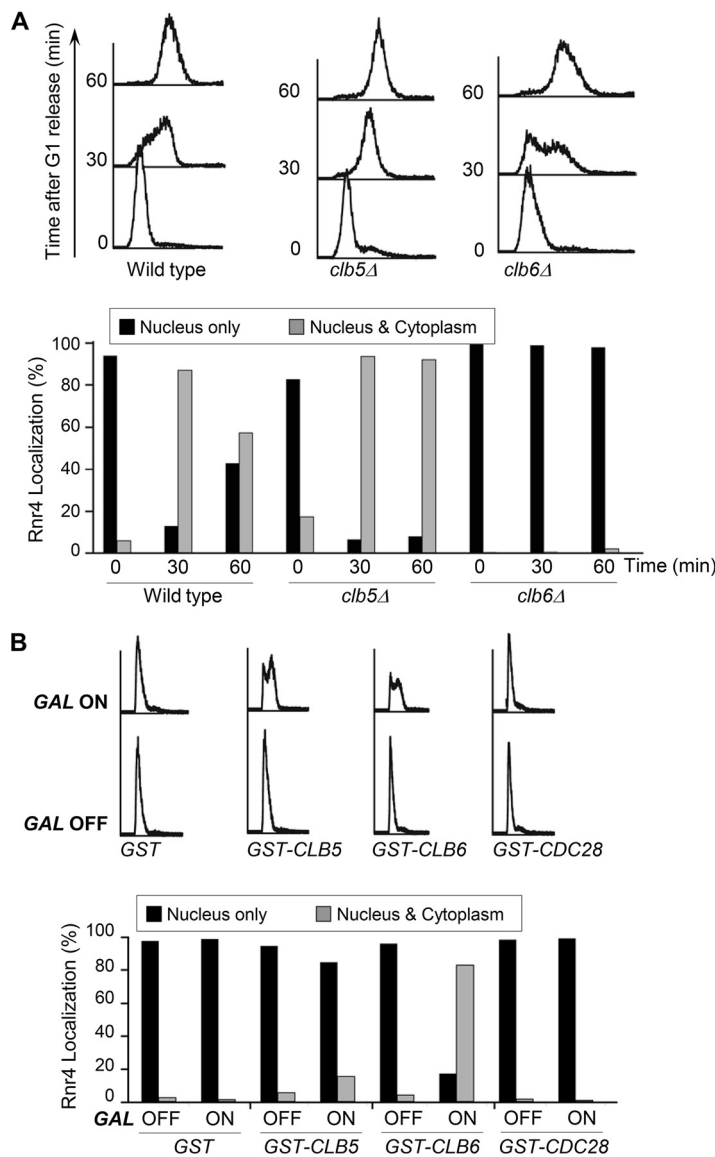 A
Time after G1 release (min)
60
30
0
Wild type
60
30
0
clb5Δ
60
30
0
clb6Δ
Nucleus only
Nucleus & Cytoplasm
Rnr4 Localization (%)
100
80
60
40
20
0
0 30 60 0 30 60 0 30 60 Time (min)
Wild type clb5Δ clb6Δ
B
GAL ON
GAL OFF
GST GST-CLB5 GST-CLB6 GST-CDC28
Nucleus only
Nucleus & Cytoplasm
Rnr4 Localization (%)
100
80
60
40
20
0
GAL OFF ON OFF ON OFF ON OFF ON
GST GST-CLB5 GST-CLB6 GST-CDC28